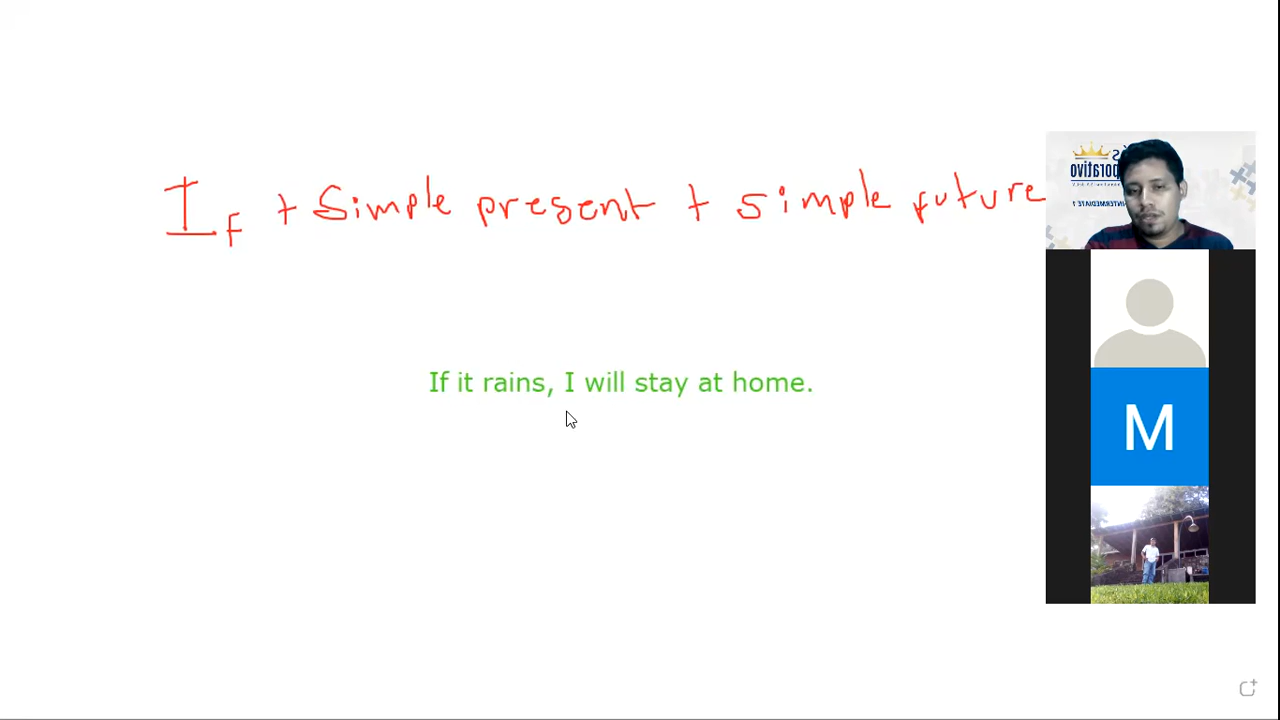 If + Simple present + simple future
If it rains, I will stay at home.
M